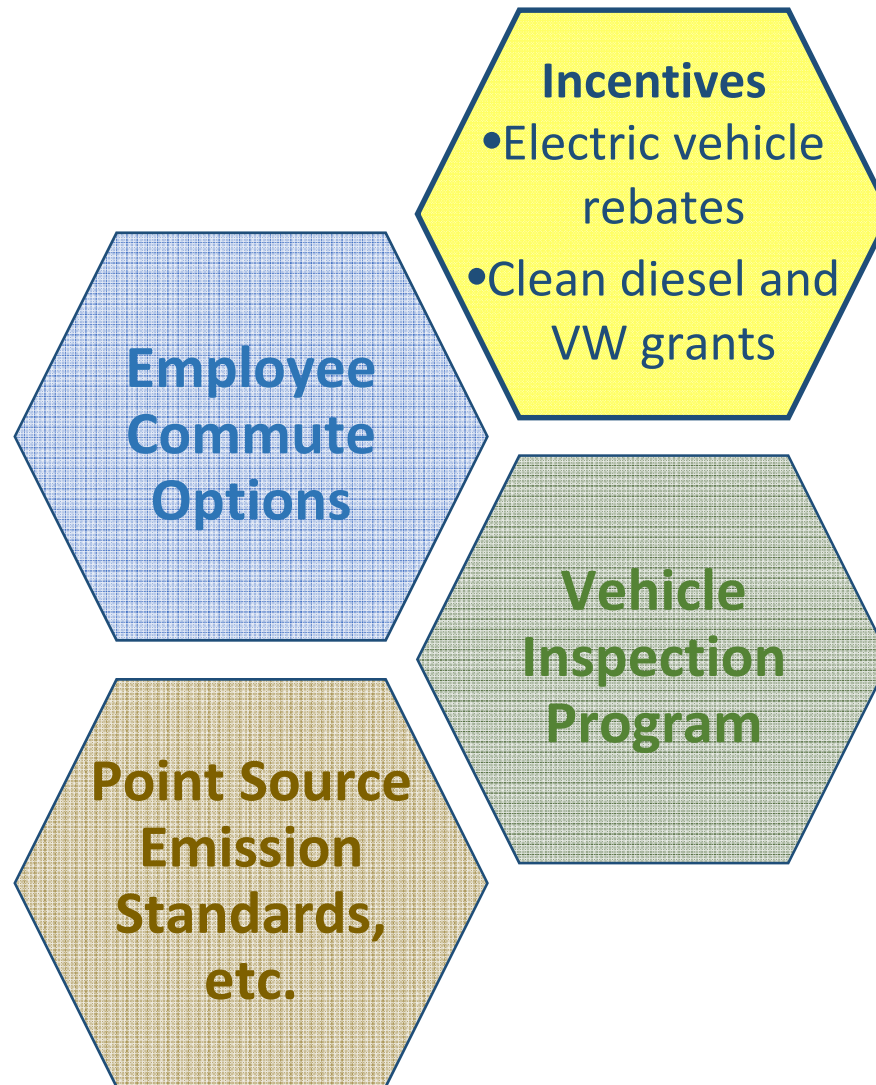 Incentives
•Electric vehicle
rebates
•Clean diesel and
VW grants
Employee
Commute
Options
Vehicle
Inspection
Program
Point Source
Emission
Standards,
etc.